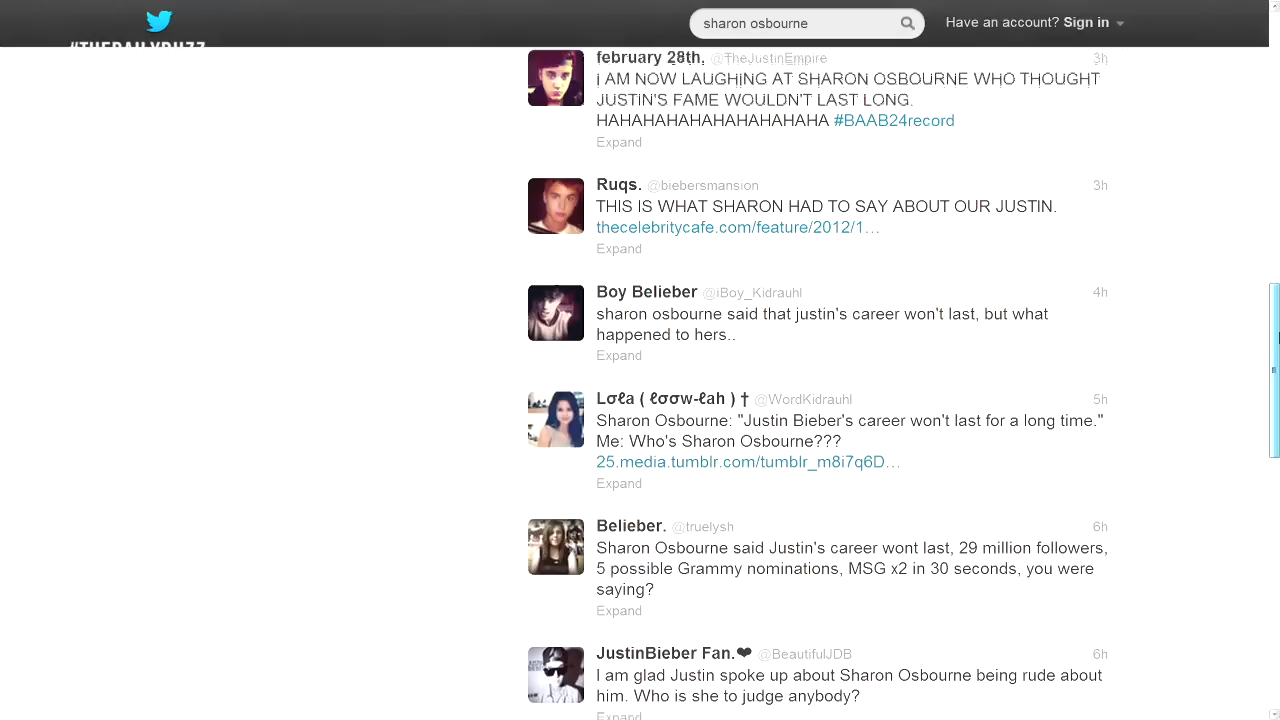 sharon osbourne
Have an account? Sign in
#THEDAILYBUZZ
february 28th. @TheJustinEmpire 3h
i AM NOW LAUGHING AT SHARON OSBOURNE WHO THOUGHT
JUSTIN'S FAME WOULDN'T LAST LONG.
HAHAHAHAHAHAHAHAHAHA #BAAB24record
Expand
Ruqs. @biebersmansion 3h
THIS IS WHAT SHARON HAD TO SAY ABOUT OUR JUSTIN.
thecelebritycafe.com/feature/2012/1…
Expand
Boy Belieber @iBoy_Kidrauhl 4h
sharon osbourne said that justin's career won't last, but what
happened to hers..
Expand
Lσℓa ( ℓσσw-ℓah ) † @WordKidrauhl 5h
Sharon Osbourne: "Justin Bieber's career won't last for a long time."
Me: Who's Sharon Osbourne???
25.media.tumblr.com/tumblr_m8i7q6D…
Expand
Belieber. @truelysh 6h
Sharon Osbourne said Justin's career wont last, 29 million followers,
5 possible Grammy nominations, MSG x2 in 30 seconds, you were
saying?
Expand
JustinBieber Fan.❤ @BeautifulJDB 6h
I am glad Justin spoke up about Sharon Osbourne being rude about
him. Who is she to judge anybody?
Expand